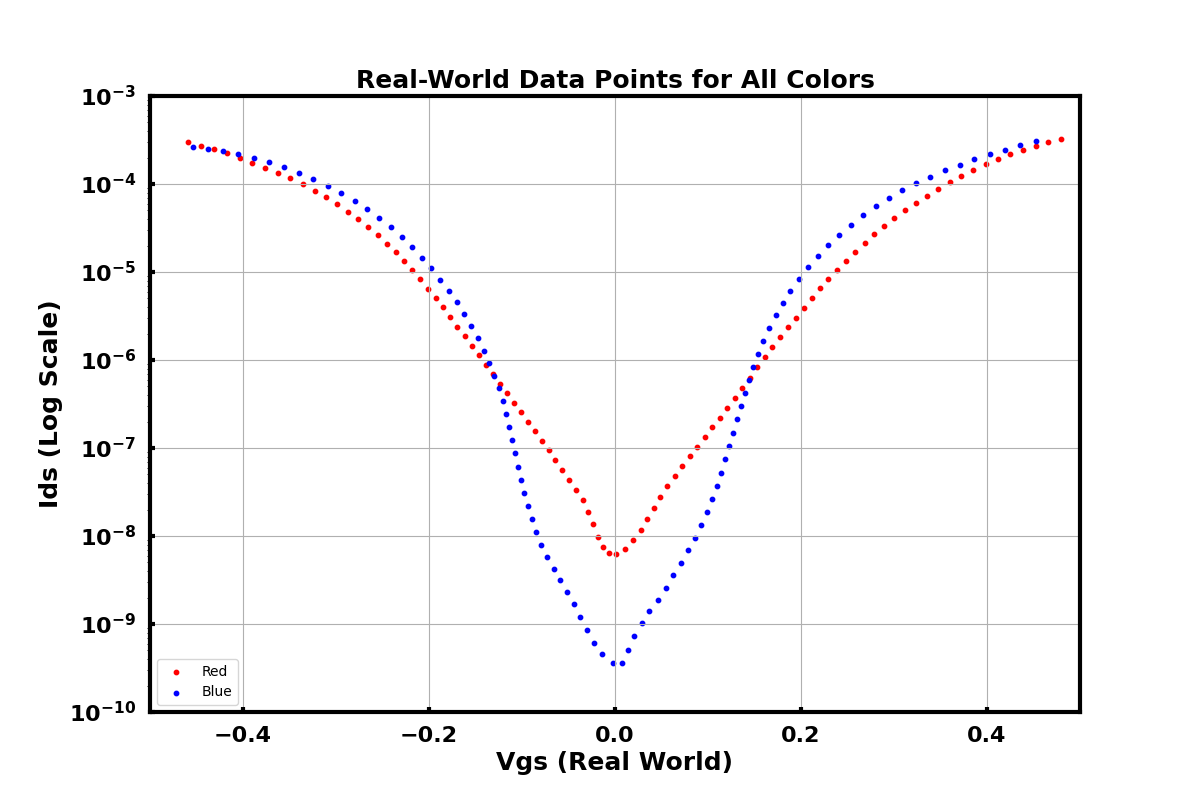 Real-World Data Points for All Colors
10⁻³
10⁻⁴
10⁻⁵
10⁻⁶
10⁻⁷
10⁻⁸
10⁻⁹
10⁻¹⁰
Ids (Log Scale)
Red
Blue
−0.4
−0.2
0.0
0.2
0.4
Vgs (Real World)